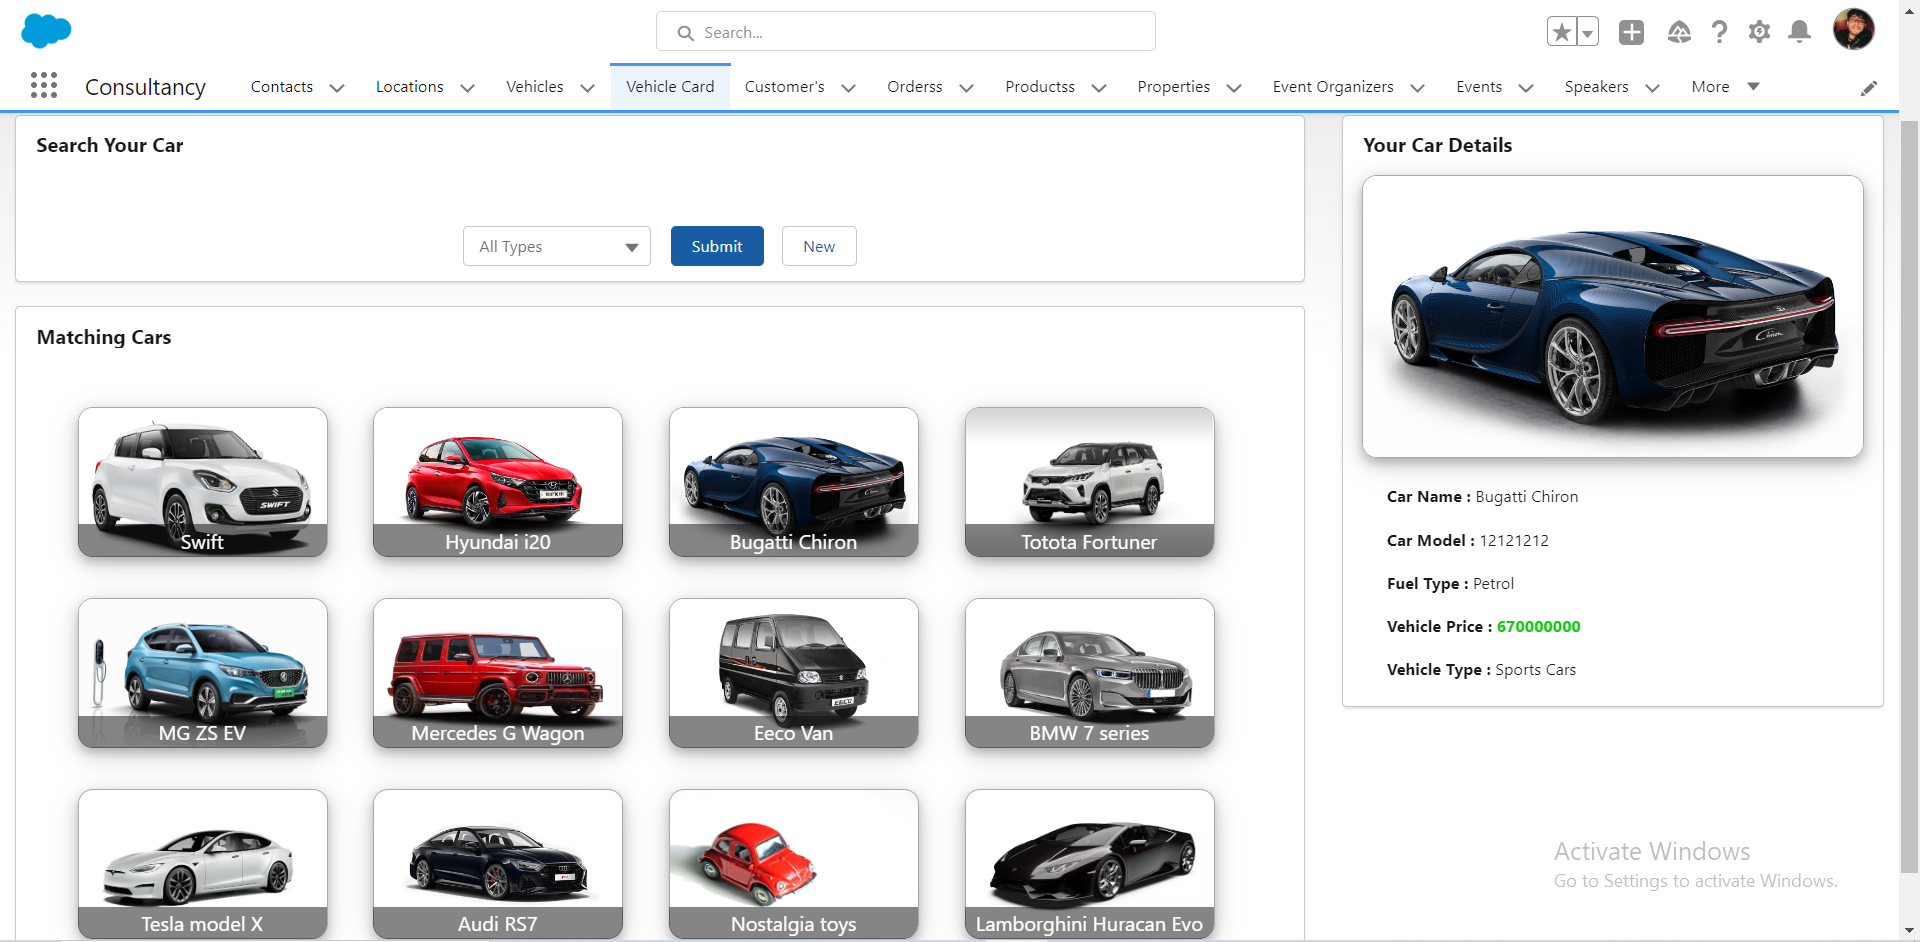 Search...
Consultancy
Contacts
Locations
Vehicles
Vehicle Card
Customer's
Orderss
Productss
Properties
Event Organizers
Events
Speakers
More
Search Your Car
All Types
Submit
New
Matching Cars
SWIFT
Swift
Hyundai i20
Bugatti Chiron
Totota Fortuner
MG ZS EV
Mercedes G Wagon
EECO
Eeco Van
BMW 7 series
Tesla model X
Audi RS7
Nostalgia toys
Lamborghini Huracan Evo
Your Car Details
Chiron
Car Name : Bugatti Chiron
Car Model : 12121212
Fuel Type : Petrol
Vehicle Price : 670000000
Vehicle Type : Sports Cars
Activate Windows
Go to Settings to activate Windows.